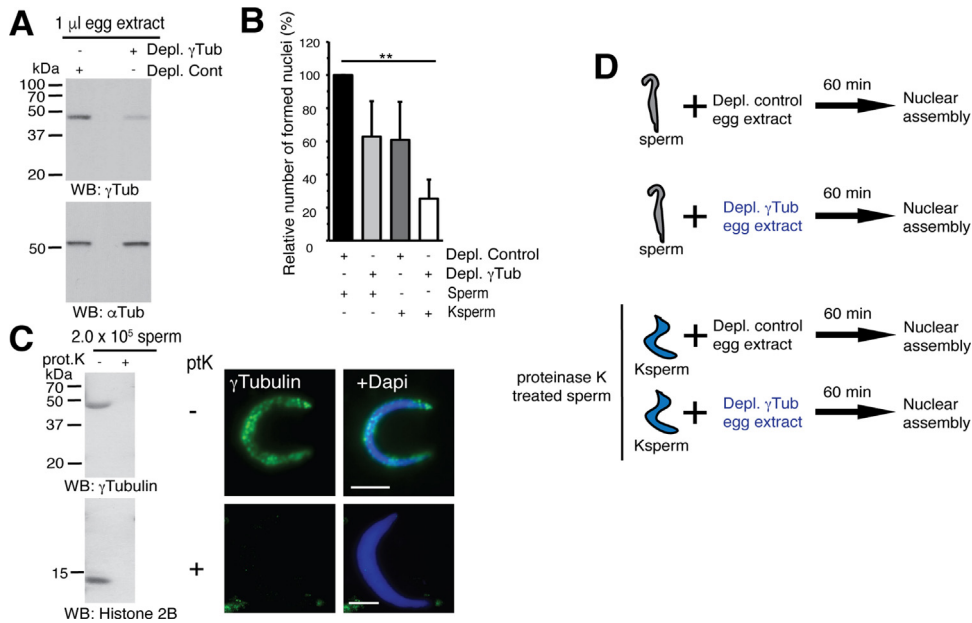 A
1 µl egg extract
- + Depl. γTub
kDa + - Depl. Cont
100
70
50
37
20
WB: γTub
50
WB: αTub
B
Relative number of formed nuclei (%)
120
100
80
60
40
20
0
**
+ - + - Depl. Control
- + - + Depl. γTub
+ + - - Sperm
- - + + Ksperm
C
2.0 x 10⁵ sperm
prot.K - +
kDa
70
50
37
20
WB: γTubulin
15
WB: Histone 2B
ptK
γTubulin
+Dapi
-
+
D
sperm
+
Depl. control
egg extract
60 min
Nuclear
assembly
sperm
+
Depl. γTub
egg extract
60 min
Nuclear
assembly
proteinase K
treated sperm
Ksperm
+
Depl. control
egg extract
60 min
Nuclear
assembly
Ksperm
+
Depl. γTub
egg extract
60 min
Nuclear
assembly